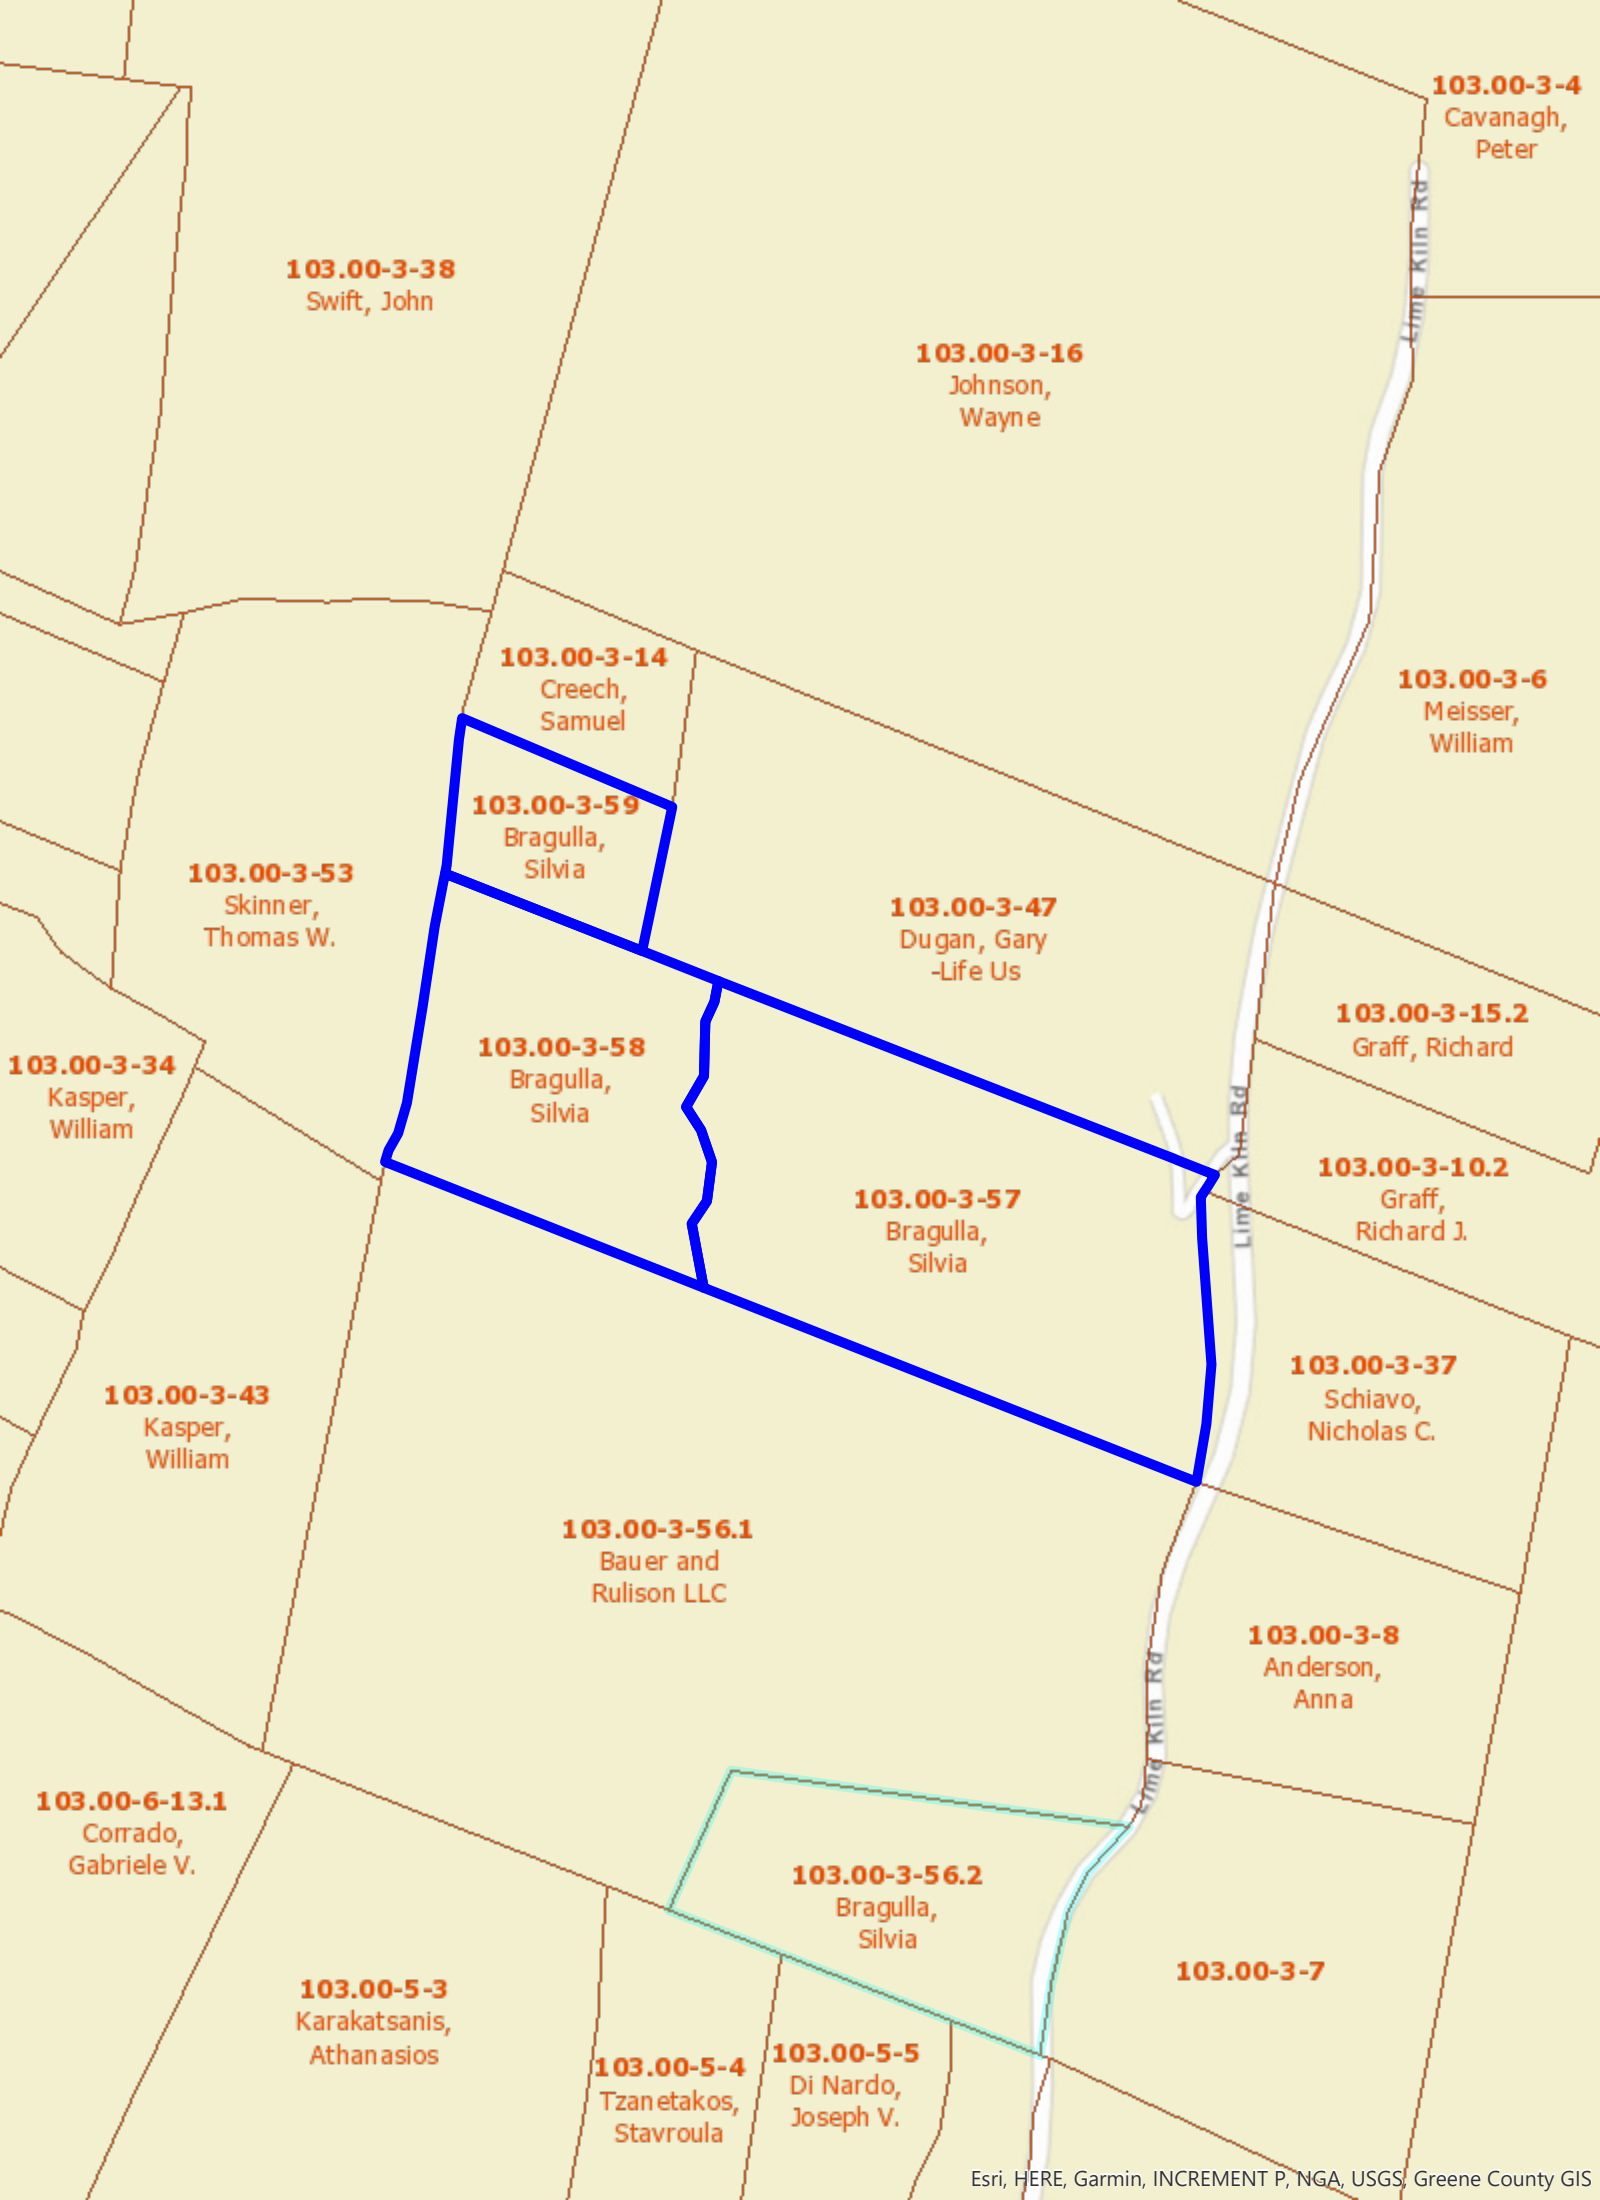 103.00-3-4
Cavanagh,
Peter
Lime Kiln Rd
103.00-3-38
Swift, John
103.00-3-16
Johnson,
Wayne
103.00-3-14
Creech,
Samuel
103.00-3-6
Meisser,
William
103.00-3-59
Bragulla,
Silvia
103.00-3-53
Skinner,
Thomas W.
103.00-3-47
Dugan, Gary
-Life Us
103.00-3-15.2
Graff, Richard
103.00-3-58
Bragulla,
Silvia
103.00-3-34
Kasper,
William
Lime Kiln Rd
103.00-3-10.2
Graff,
Richard J.
103.00-3-57
Bragulla,
Silvia
103.00-3-37
Schiavo,
Nicholas C.
103.00-3-43
Kasper,
William
103.00-3-56.1
Bauer and
Rulison LLC
103.00-3-8
Anderson,
Anna
Lime Kiln Rd
103.00-6-13.1
Corrado,
Gabriele V.
103.00-3-56.2
Bragulla,
Silvia
103.00-3-7
103.00-5-3
Karakatsanis,
Athanasios
103.00-5-4
Tzanetakos,
Stavroula
103.00-5-5
Di Nardo,
Joseph V.
Esri, HERE, Garmin, INCREMENT P, NGA, USGS, Greene County GIS